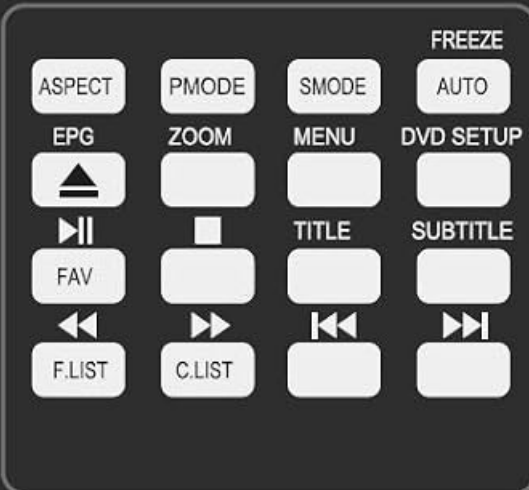 FREEZE
ASPECT PMODE SMODE AUTO
EPG ZOOM MENU DVD SETUP
TITLE SUBTITLE
FAV
F.LIST C.LIST